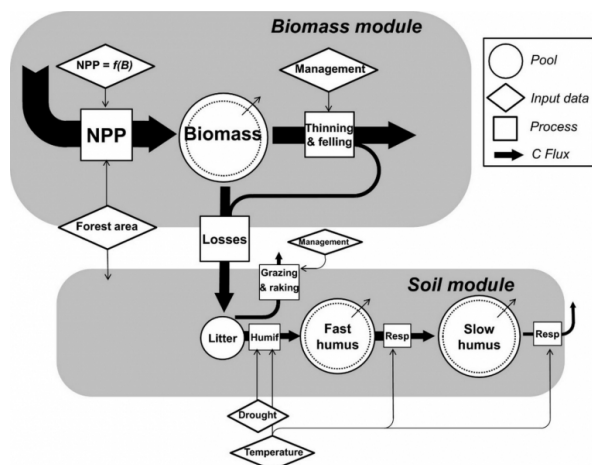 Biomass module
NPP = f(B)
Management
Pool
Input data
Process
C Flux
NPP
Biomass
Thinning
& felling
Forest area
Losses
Management
Grazing
& raking
Soil module
Litter
Humif
Fast
humus
Resp
Slow
humus
Resp
Drought
Temperature